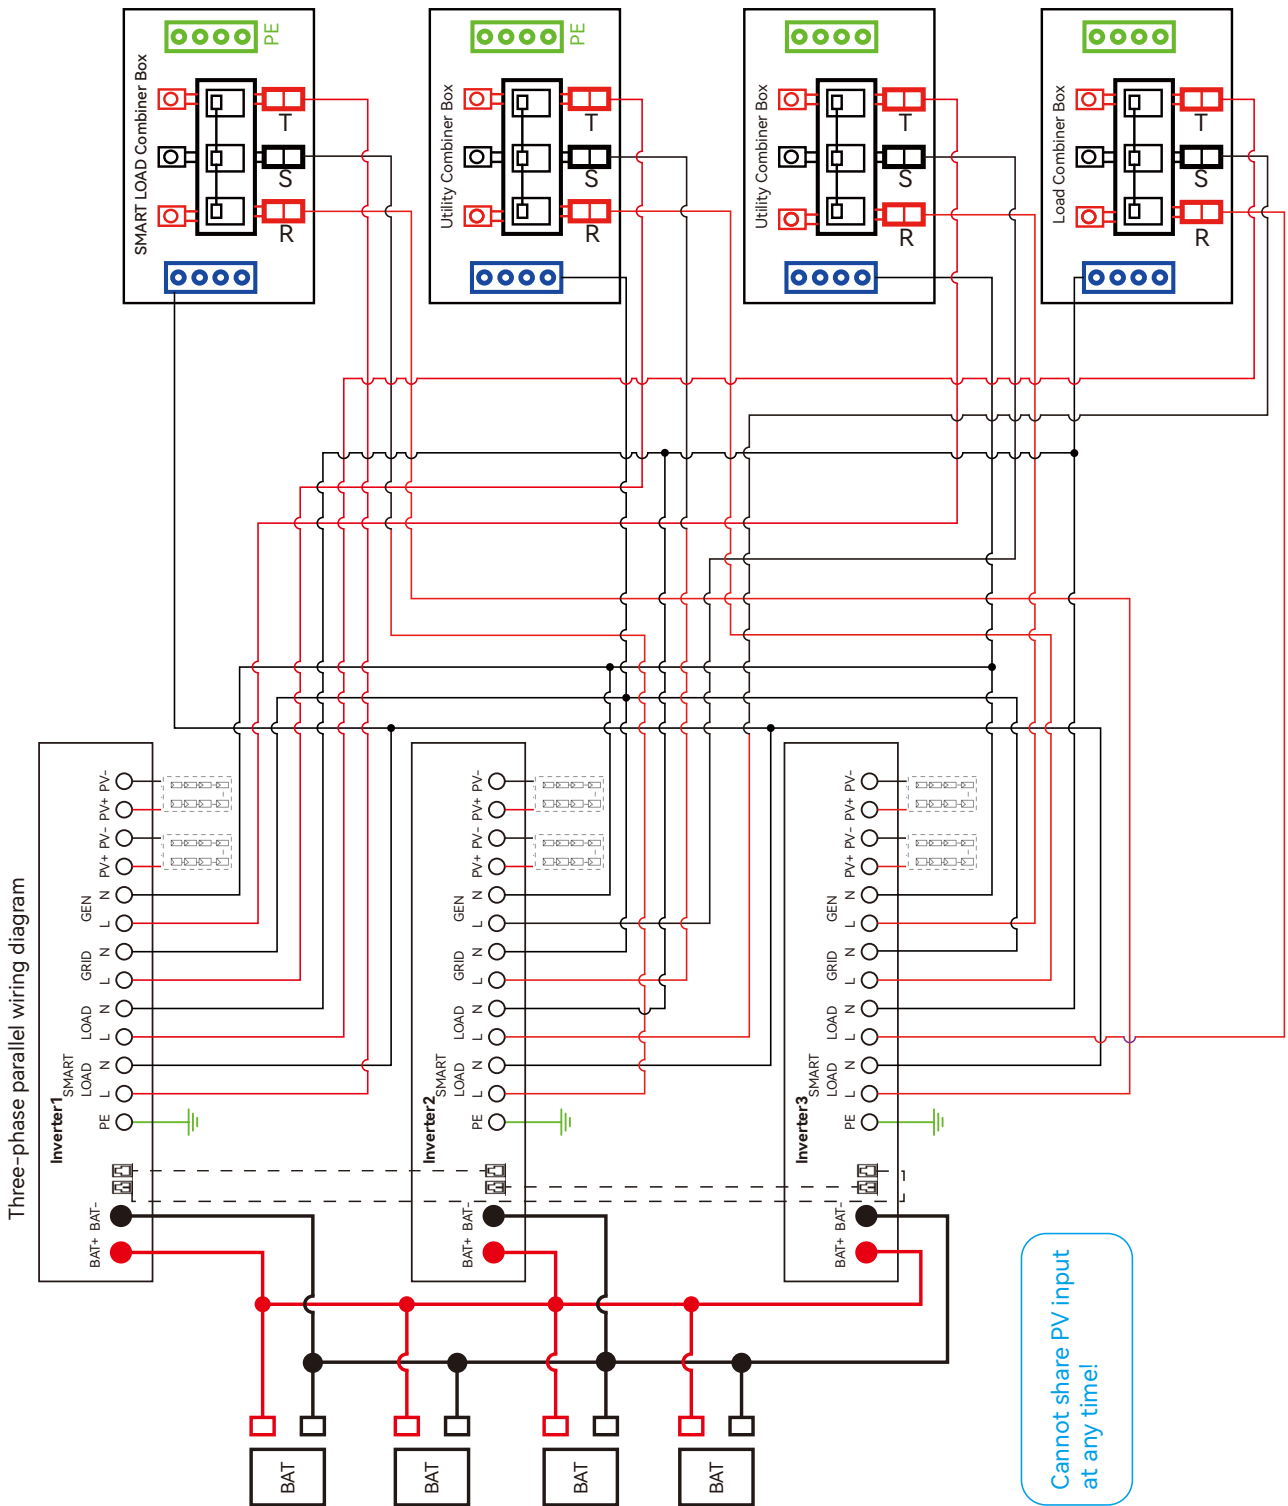 Three-phase parallel wiring diagram
SMART LOAD Combiner Box
PE
T
S
R
Utility Combiner Box
PE
T
S
R
Utility Combiner Box
T
S
R
Load Combiner Box
T
S
R
Inverter1
BAT+
BAT-
PE
SMART
LOAD
L
N
LOAD
L
N
GRID
L
N
GEN
L
N
PV+
PV-
PV+
PV-
Inverter2
BAT+
BAT-
PE
SMART
LOAD
L
N
LOAD
L
N
GRID
L
N
GEN
L
N
PV+
PV-
PV+
PV-
Inverter3
BAT+
BAT-
PE
SMART
LOAD
L
N
LOAD
L
N
GRID
L
N
GEN
L
N
PV+
PV-
PV+
PV-
BAT
BAT
BAT
BAT
Cannot share PV input
at any time!